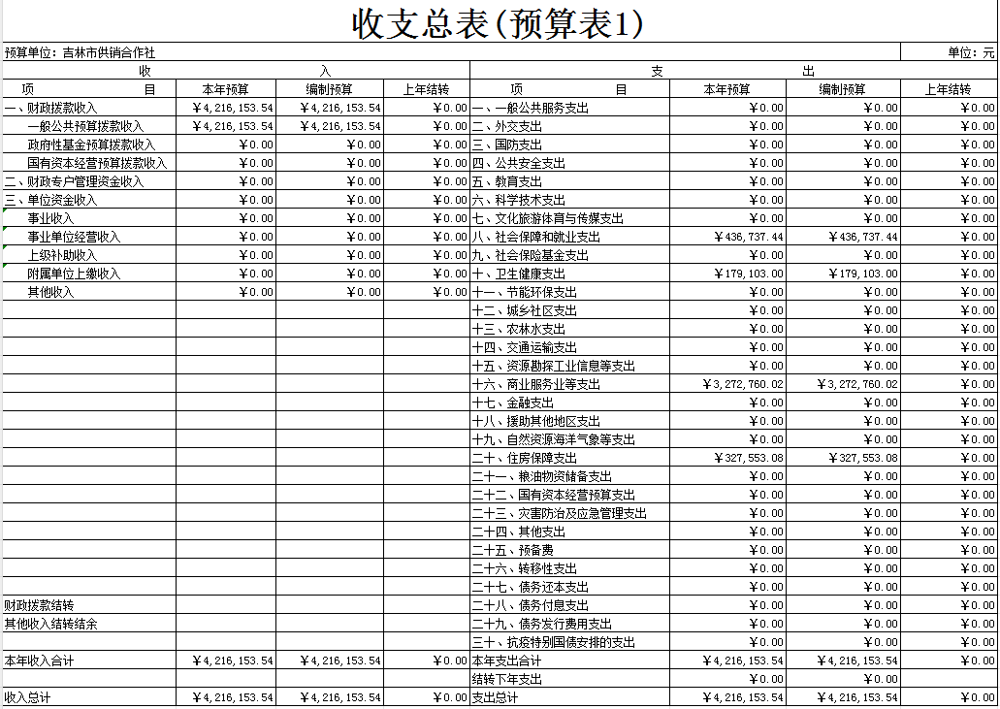 收支总表(预算表1)
预算单位：吉林市供销合作社 单位：元
收 入 支 出
项 目 本年预算 编制预算 上年结转 项 目 本年预算 编制预算 上年结转
一、财政拨款收入 ￥4,216,153.54 ￥4,216,153.54 ￥0.00 一、一般公共服务支出 ￥0.00 ￥0.00 ￥0.00
一般公共预算拨款收入 ￥4,216,153.54 ￥4,216,153.54 ￥0.00 二、外交支出 ￥0.00 ￥0.00 ￥0.00
政府性基金预算拨款收入 ￥0.00 ￥0.00 ￥0.00 三、国防支出 ￥0.00 ￥0.00 ￥0.00
国有资本经营预算拨款收入 ￥0.00 ￥0.00 ￥0.00 四、公共安全支出 ￥0.00 ￥0.00 ￥0.00
二、财政专户管理资金收入 ￥0.00 ￥0.00 ￥0.00 五、教育支出 ￥0.00 ￥0.00 ￥0.00
三、单位资金收入 ￥0.00 ￥0.00 ￥0.00 六、科学技术支出 ￥0.00 ￥0.00 ￥0.00
事业收入 ￥0.00 ￥0.00 ￥0.00 七、文化旅游体育与传媒支出 ￥0.00 ￥0.00 ￥0.00
事业单位经营收入 ￥0.00 ￥0.00 ￥0.00 八、社会保障和就业支出 ￥436,737.44 ￥436,737.44 ￥0.00
上级补助收入 ￥0.00 ￥0.00 ￥0.00 九、社会保险基金支出 ￥0.00 ￥0.00 ￥0.00
附属单位上缴收入 ￥0.00 ￥0.00 ￥0.00 十、卫生健康支出 ￥179,103.00 ￥179,103.00 ￥0.00
其他收入 ￥0.00 ￥0.00 ￥0.00 十一、节能环保支出 ￥0.00 ￥0.00 ￥0.00
十二、城乡社区支出 ￥0.00 ￥0.00 ￥0.00
十三、农林水支出 ￥0.00 ￥0.00 ￥0.00
十四、交通运输支出 ￥0.00 ￥0.00 ￥0.00
十五、资源勘探工业信息等支出 ￥0.00 ￥0.00 ￥0.00
十六、商业服务业等支出 ￥3,272,760.02 ￥3,272,760.02 ￥0.00
十七、金融支出 ￥0.00 ￥0.00 ￥0.00
十八、援助其他地区支出 ￥0.00 ￥0.00 ￥0.00
十九、自然资源海洋气象等支出 ￥0.00 ￥0.00 ￥0.00
二十、住房保障支出 ￥327,553.08 ￥327,553.08 ￥0.00
二十一、粮油物资储备支出 ￥0.00 ￥0.00 ￥0.00
二十二、国有资本经营预算支出 ￥0.00 ￥0.00 ￥0.00
二十三、灾害防治及应急管理支出 ￥0.00 ￥0.00 ￥0.00
二十四、其他支出 ￥0.00 ￥0.00 ￥0.00
二十五、预备费 ￥0.00 ￥0.00 ￥0.00
二十六、转移性支出 ￥0.00 ￥0.00 ￥0.00
二十七、债务还本支出 ￥0.00 ￥0.00 ￥0.00
财政拨款结转 二十八、债务付息支出 ￥0.00 ￥0.00 ￥0.00
其他收入结转结余 二十九、债务发行费用支出 ￥0.00 ￥0.00 ￥0.00
三十、抗疫特别国债安排的支出 ￥0.00 ￥0.00 ￥0.00
本年收入合计 ￥4,216,153.54 ￥4,216,153.54 ￥0.00 本年支出合计 ￥4,216,153.54 ￥4,216,153.54 ￥0.00
结转下年支出 ￥0.00 ￥0.00
收入总计 ￥4,216,153.54 ￥4,216,153.54 ￥0.00 支出总计 ￥4,216,153.54 ￥4,216,153.54 ￥0.00